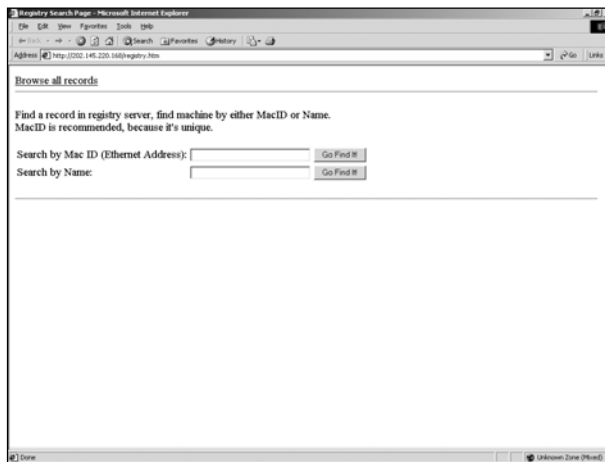 Registry Search Page - Microsoft Internet Explorer
File Edit View Favorites Tools Help
Back Search Favorites History
Address http://202.145.220.168/registry.htm Go Links
Browse all records
Find a record in registry server, find machine by either MacID or Name.
MacID is recommended, because it's unique.
Search by Mac ID (Ethernet Address): Go Find It!
Search by Name: Go Find It!
Done Unknown Zone (Mixed)